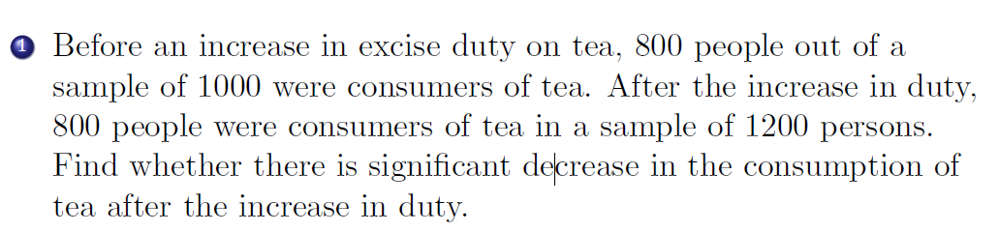 1 Before an increase in excise duty on tea, 800 people out of a
sample of 1000 were consumers of tea. After the increase in duty,
800 people were consumers of tea in a sample of 1200 persons.
Find whether there is significant decrease in the consumption of
tea after the increase in duty.